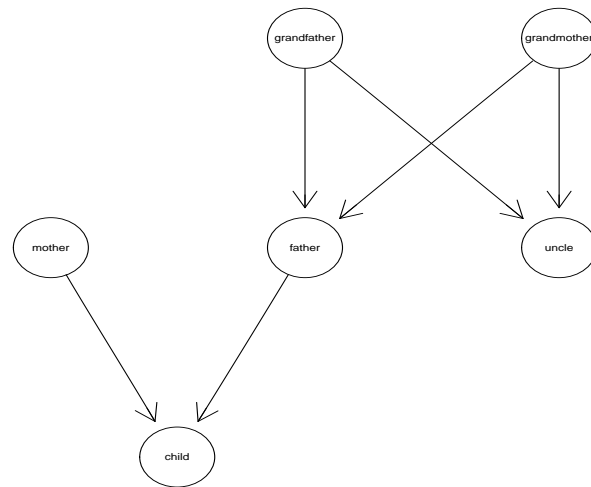 grandfather
grandmother
mother
father
uncle
child